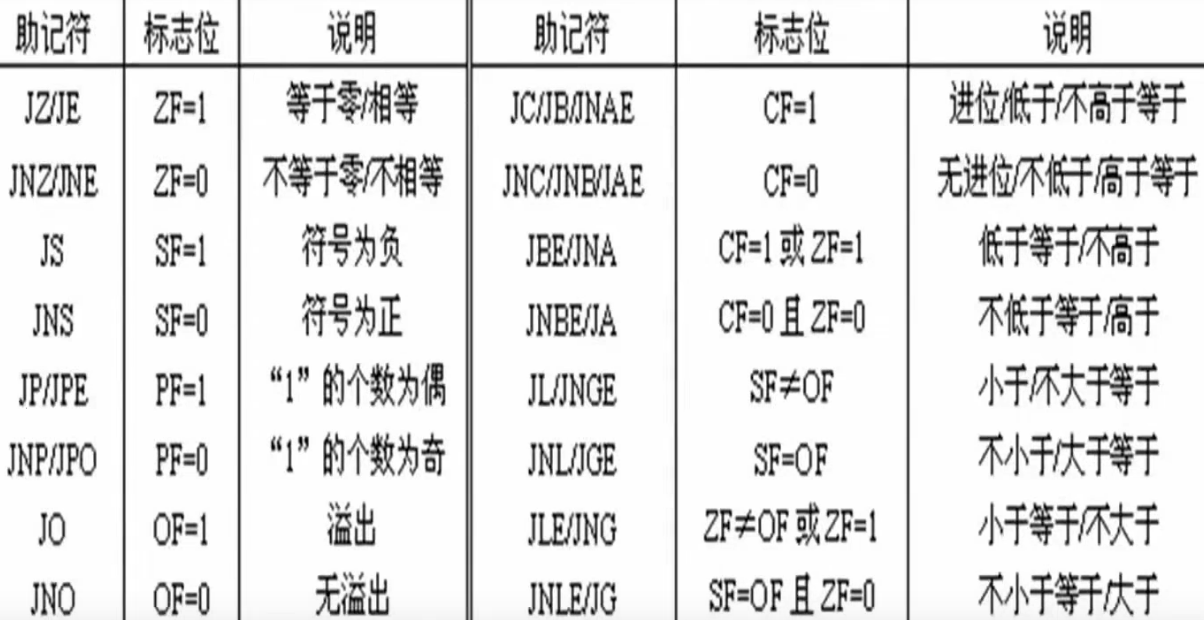 助记符 标志位 说明 助记符 标志位 说明
JZ/JE ZF=1 等于零/相等 JC/JB/JNAE CF=1 进位/低于/不高于等于
JNZ/JNE ZF=0 不等于零/不相等 JNC/JNB/JAE CF=0 无进位/不低于/高于等于
JS SF=1 符号为负 JBE/JNA CF=1 或 ZF=1 低于等于/不高于
JNS SF=0 符号为正 JNBE/JA CF=0 且 ZF=0 不低于等于/高于
JP/JPE PF=1 “1”的个数为偶 JL/JNGE SF≠OF 小于/不大于等于
JNP/JPO PF=0 “1”的个数为奇 JNL/JGE SF=OF 不小于/大于等于
JO OF=1 溢出 JLE/JNG ZF≠OF 或 ZF=1 小于等于/不大于
JNO OF=0 无溢出 JNLE/JG SF=OF 且 ZF=0 不小于等于/大于